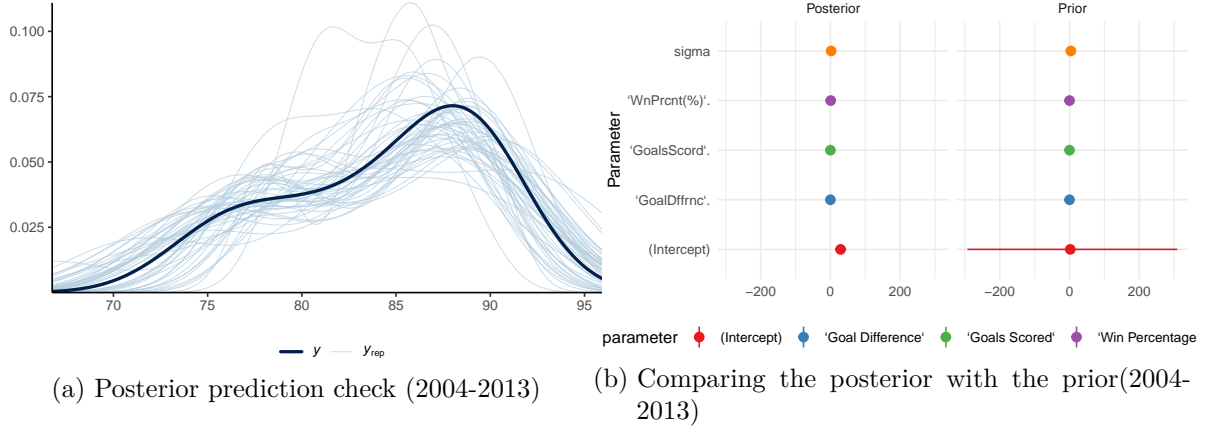 0.100
0.075
0.050
0.025
70 75 80 85 90 95
y yrep
(a) Posterior prediction check (2004-2013)
Posterior Prior
Parameter
sigma
‘WnPrcnt(%)‘.
‘GoalsScord‘.
‘GoalDffrnc‘.
(Intercept)
−200 0 200 −200 0 200
parameter (Intercept) ‘Goal Difference‘ ‘Goals Scored‘ ‘Win Percentage
(b) Comparing the posterior with the prior(2004-
2013)